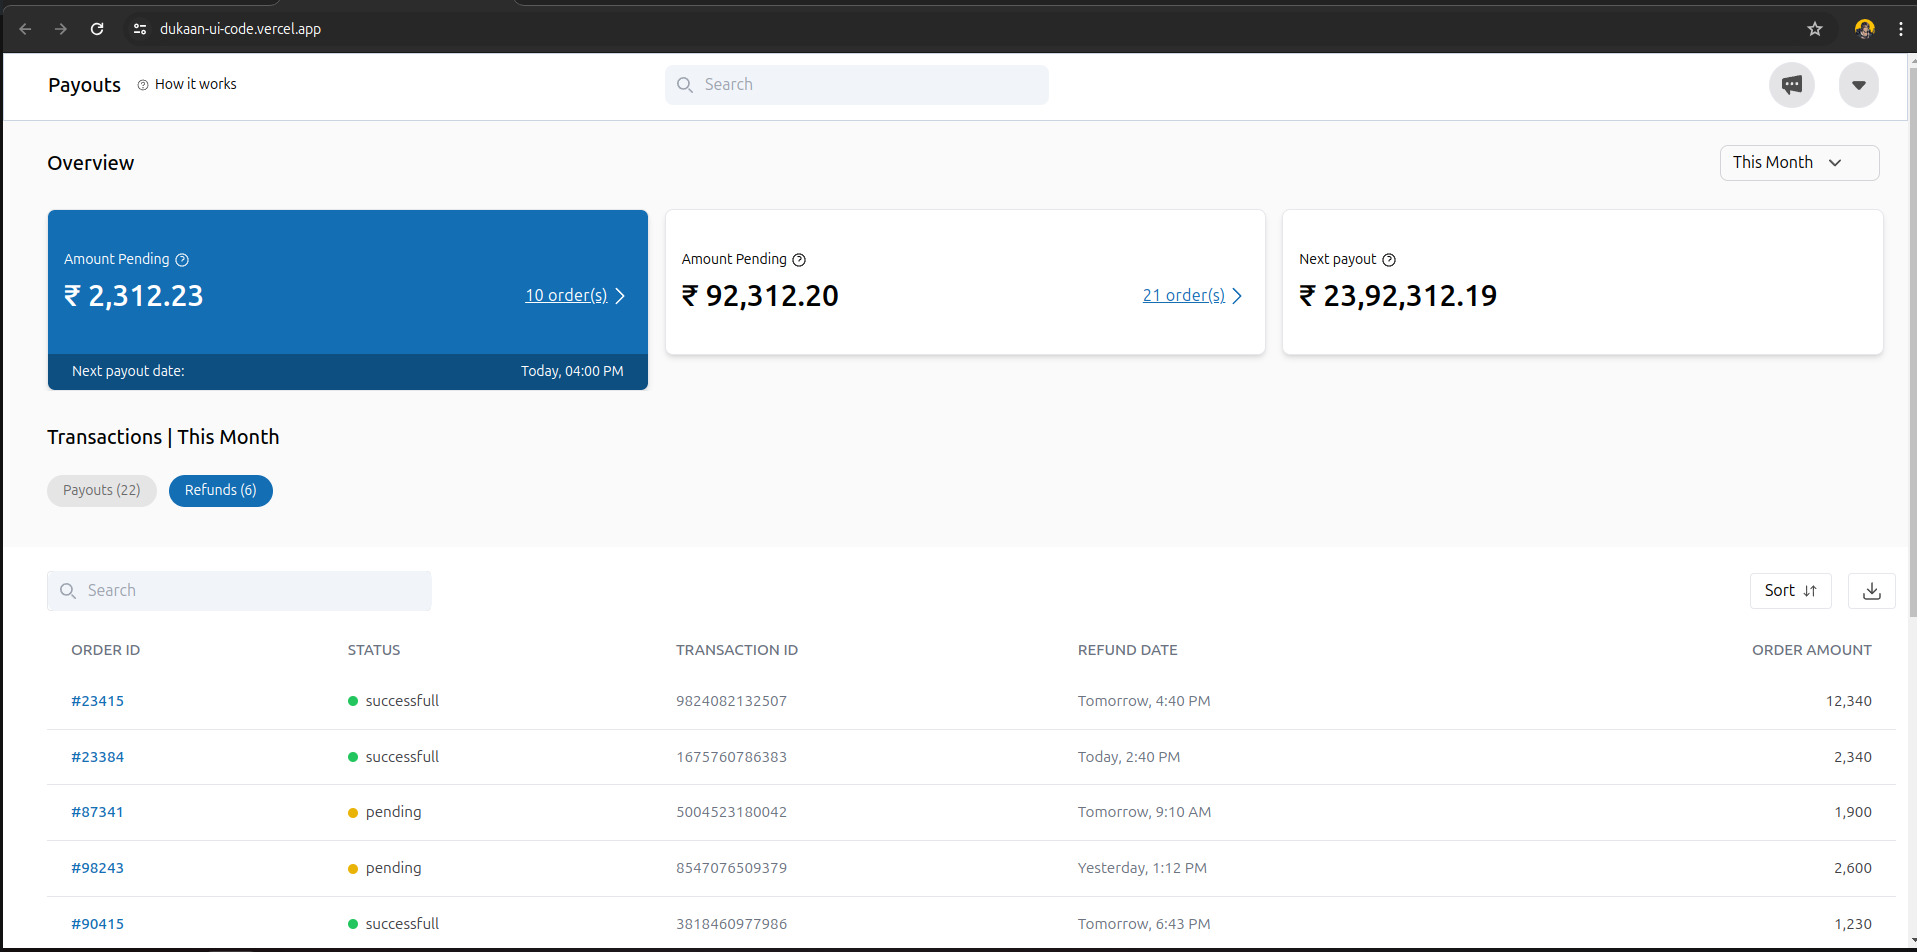 dukaan-ui-code.vercel.app
Payouts How it works Search
Overview This Month
Amount Pending
₹ 2,312.23 10 order(s)
Next payout date: Today, 04:00 PM
Amount Pending
₹ 92,312.20 21 order(s)
Next payout
₹ 23,92,312.19
Transactions | This Month
Payouts (22) Refunds (6)
Search Sort
ORDER ID STATUS TRANSACTION ID REFUND DATE ORDER AMOUNT
#23415 successfull 9824082132507 Tomorrow, 4:40 PM 12,340
#23384 successfull 1675760786383 Today, 2:40 PM 2,340
#87341 pending 5004523180042 Tomorrow, 9:10 AM 1,900
#98243 pending 8547076509379 Yesterday, 1:12 PM 2,600
#90415 successfull 3818460977986 Tomorrow, 6:43 PM 1,230